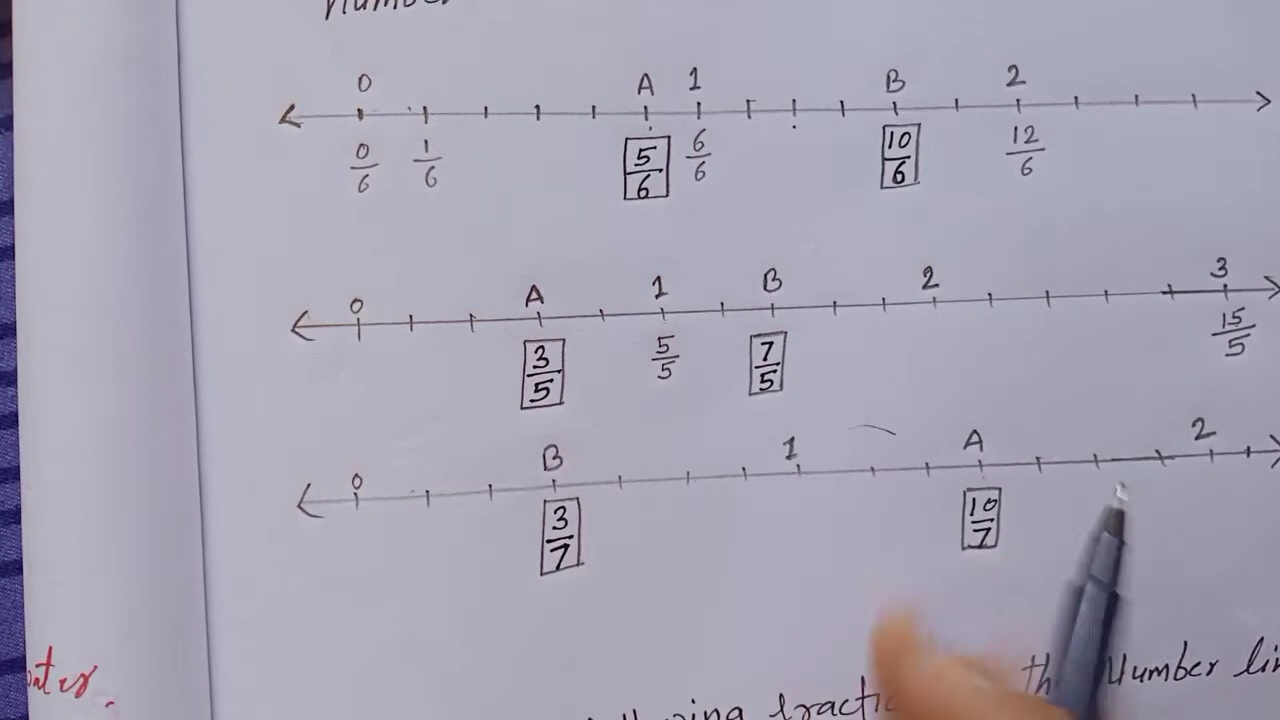 Number
0 A 1 B 2
0/6 1/6 5/6 6/6 10/6 12/6
0 A 1 B 2 3
3/5 5/5 7/5 15/5
0 B 1 A 2
3/7 10/7
Number